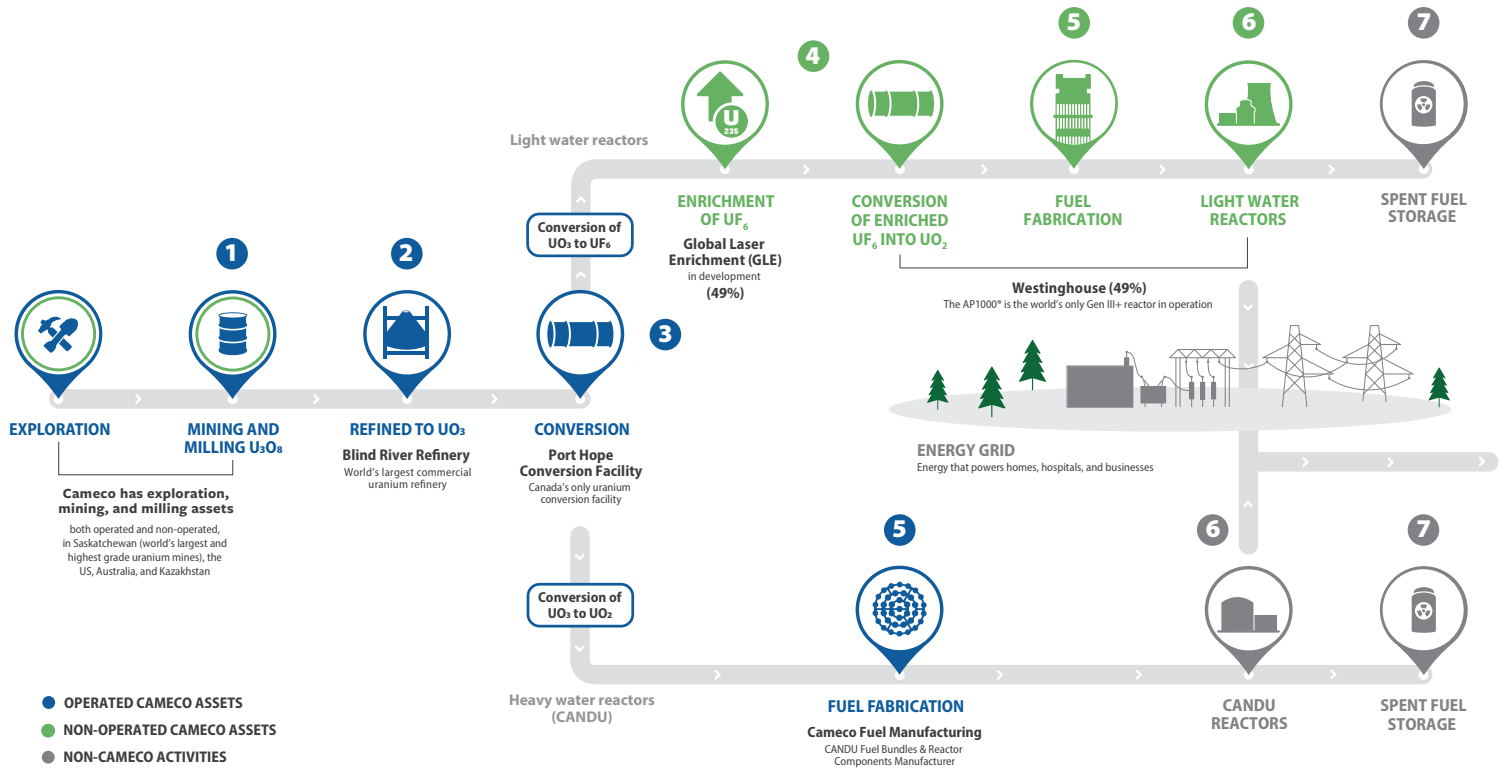 4
5
6
7
U
235
Light water reactors
ENRICHMENT
OF UF₆
Global Laser
Enrichment (GLE)
in development
(49%)
CONVERSION
OF ENRICHED
UF₆ INTO UO₂
FUEL
FABRICATION
LIGHT WATER
REACTORS
SPENT FUEL
STORAGE
Westinghouse (49%)
The AP1000® is the world's only Gen III+ reactor in operation
Conversion of
UO₃ to UF₆
1
2
3
EXPLORATION
MINING AND
MILLING U₃O₈
Cameco has exploration,
mining, and milling assets
both operated and non-operated,
in Saskatchewan (world's largest and
highest grade uranium mines), the
US, Australia, and Kazakhstan
REFINED TO UO₃
Blind River Refinery
World's largest commercial
uranium refinery
CONVERSION
Port Hope
Conversion Facility
Canada's only uranium
conversion facility
ENERGY GRID
Energy that powers homes, hospitals, and businesses
Conversion of
UO₃ to UO₂
Heavy water reactors
(CANDU)
5
6
7
FUEL FABRICATION
Cameco Fuel Manufacturing
CANDU Fuel Bundles & Reactor
Components Manufacturer
CANDU
REACTORS
SPENT FUEL
STORAGE
OPERATED CAMECO ASSETS
NON-OPERATED CAMECO ASSETS
NON-CAMECO ACTIVITIES